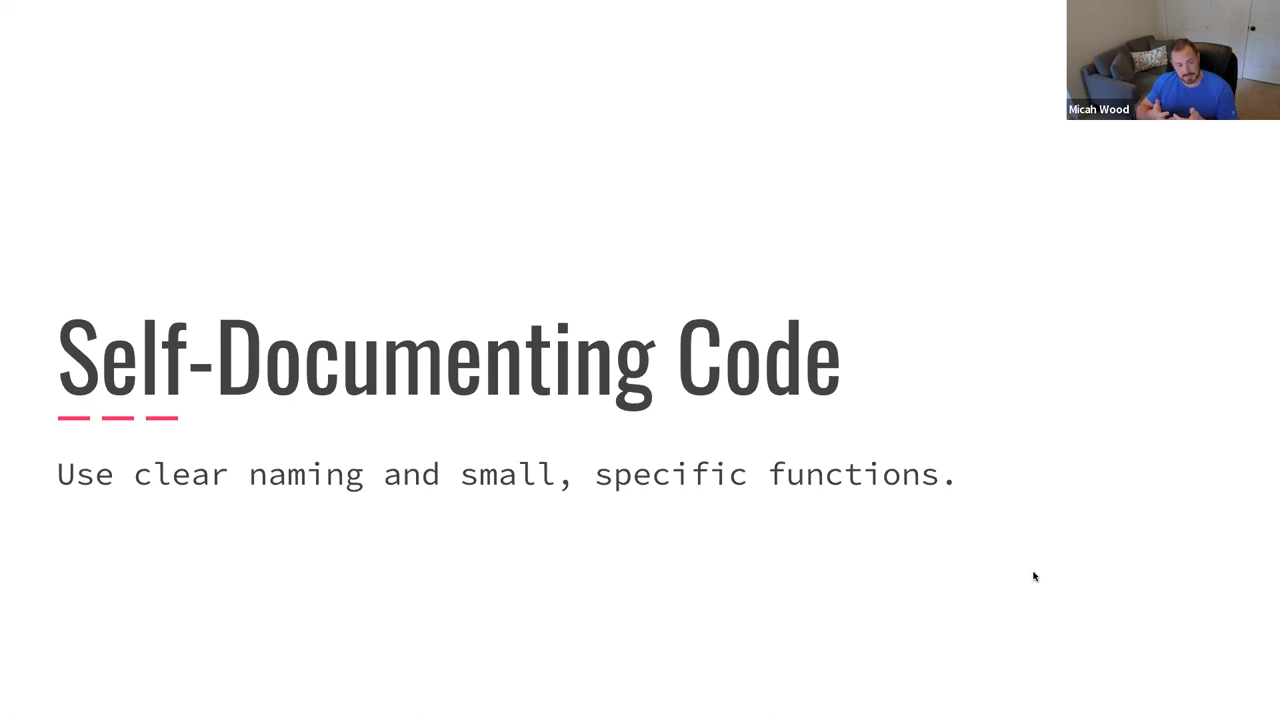 Micah Wood
Self-Documenting Code
Use clear naming and small, specific functions.